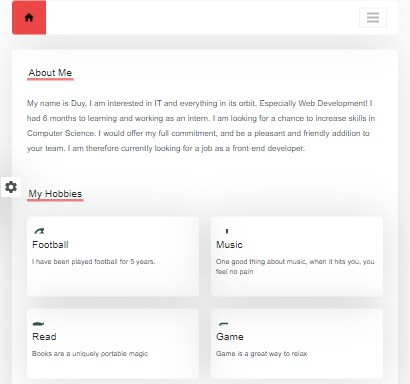 About Me
My name is Duy, I am interested in IT and everything in its orbit. Especially Web Development! I
had 6 months to learning and working as an intern. I am looking for a chance to increase skills in
Computer Science. I would offer my full commitment, and be a pleasant and friendly addition to
your team. I am therefore currently looking for a job as a front-end developer.
My Hobbies
Football
I have been played football for 5 years.
Music
One good thing about music, when it hits you, you
feel no pain
Read
Books are a uniquely portable magic
Game
Game is a great way to relax